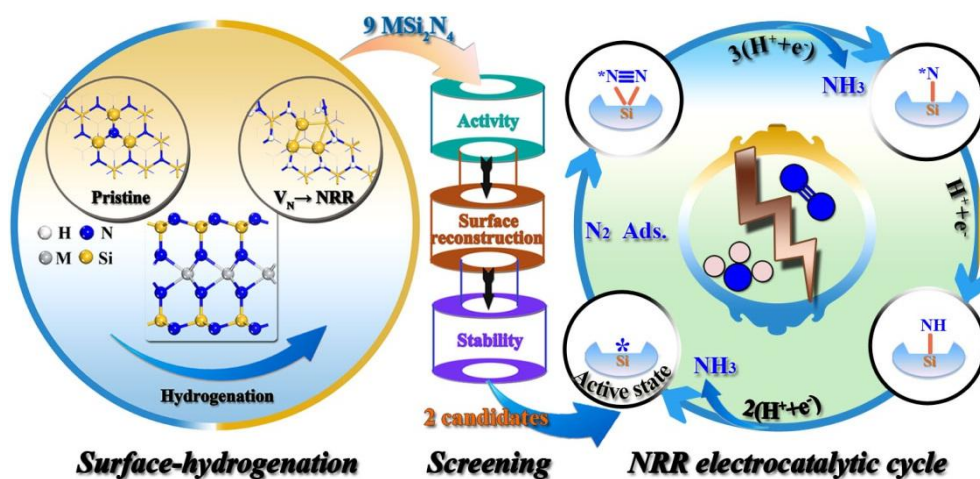 9 MSi₂N₄
Pristine
V_N→ NRR
H
N
M
Si
Hydrogenation
Surface-hydrogenation
Activity
Surface
reconstruction
Stability
2 candidates
Screening
3(H⁺+e⁻)
NH₃
*N≡N
Si
*N
Si
H⁺+e⁻
N₂ Ads.
*
Si
Active state
NH
Si
NH₃
2(H⁺+e⁻)
NRR electrocatalytic cycle